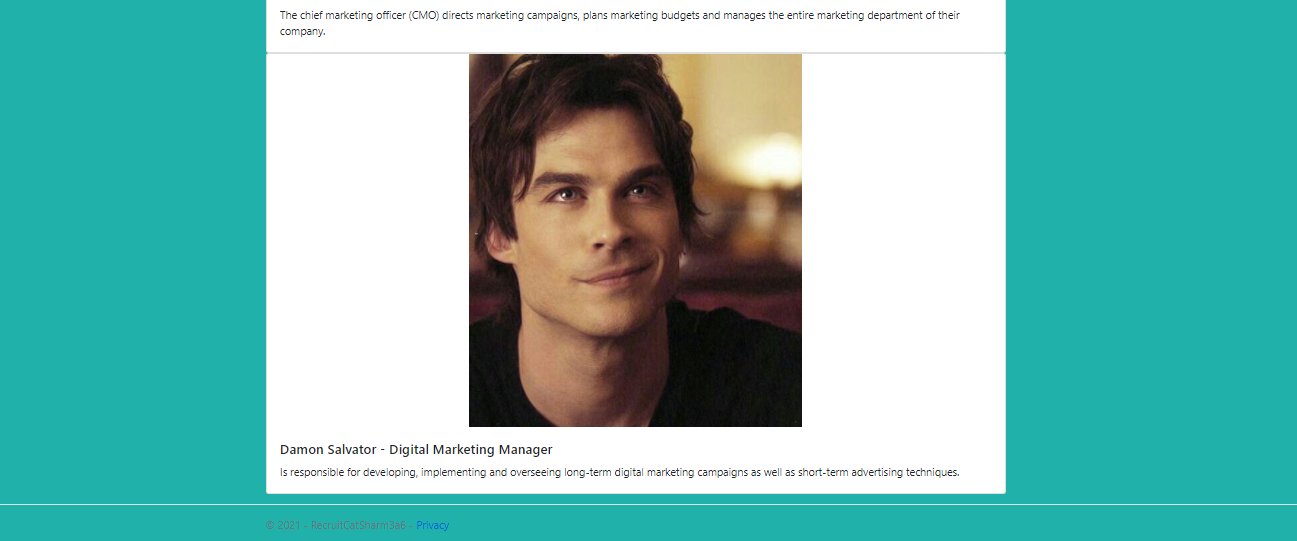 The chief marketing officer (CMO) directs marketing campaigns, plans marketing budgets and manages the entire marketing department of their
company.
Damon Salvator - Digital Marketing Manager
Is responsible for developing, implementing and overseeing long-term digital marketing campaigns as well as short-term advertising techniques.
© 2021 - RecruitCatSharm3a6 - Privacy